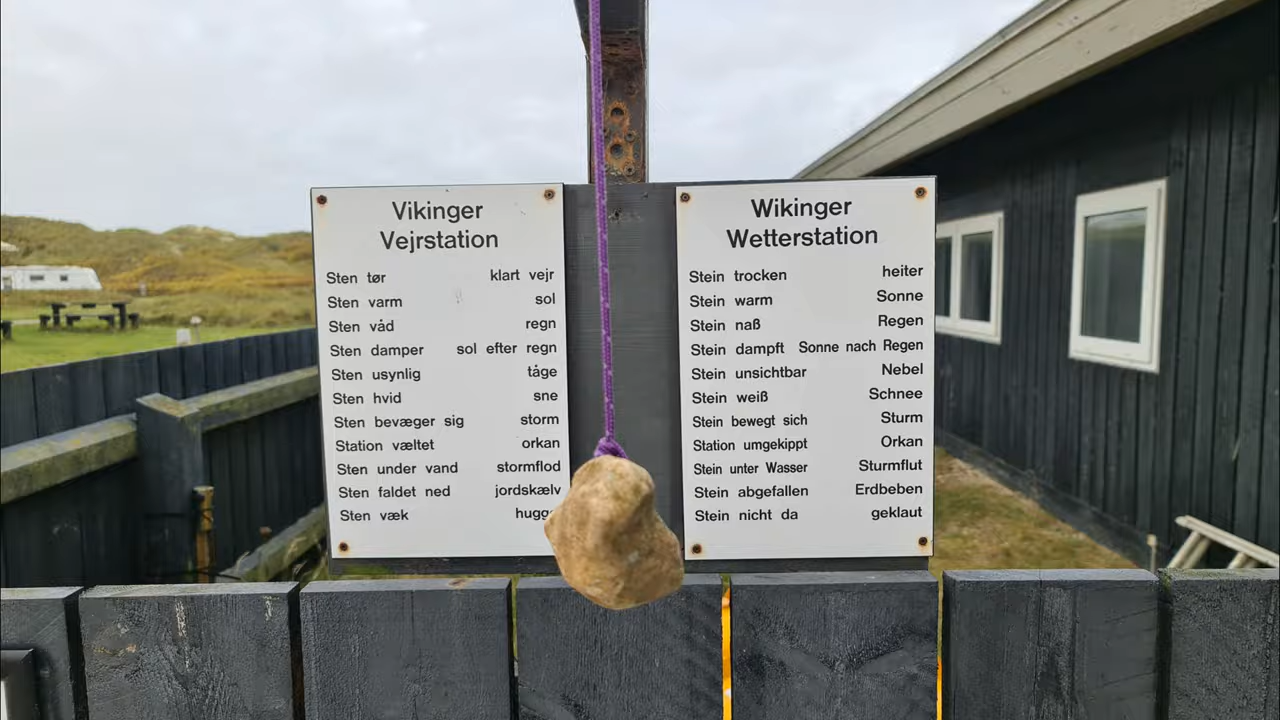 Vikinger
Vejrstation
Sten tør klart vejr
Sten varm sol
Sten våd regn
Sten damper sol efter regn
Sten usynlig tåge
Sten hvid sne
Sten bevæger sig storm
Station væltet orkan
Sten under vand stormflod
Sten faldet ned jordskælv
Sten væk
Wikinger
Wetterstation
Stein trocken heiter
Stein warm Sonne
Stein naß Regen
Stein dampft Sonne nach Regen
Stein unsichtbar Nebel
Stein weiß Schnee
Stein bewegt sich Sturm
Station umgekippt Orkan
Stein unter Wasser Sturmflut
Stein abgefallen Erdbeben
Stein nicht da geklaut